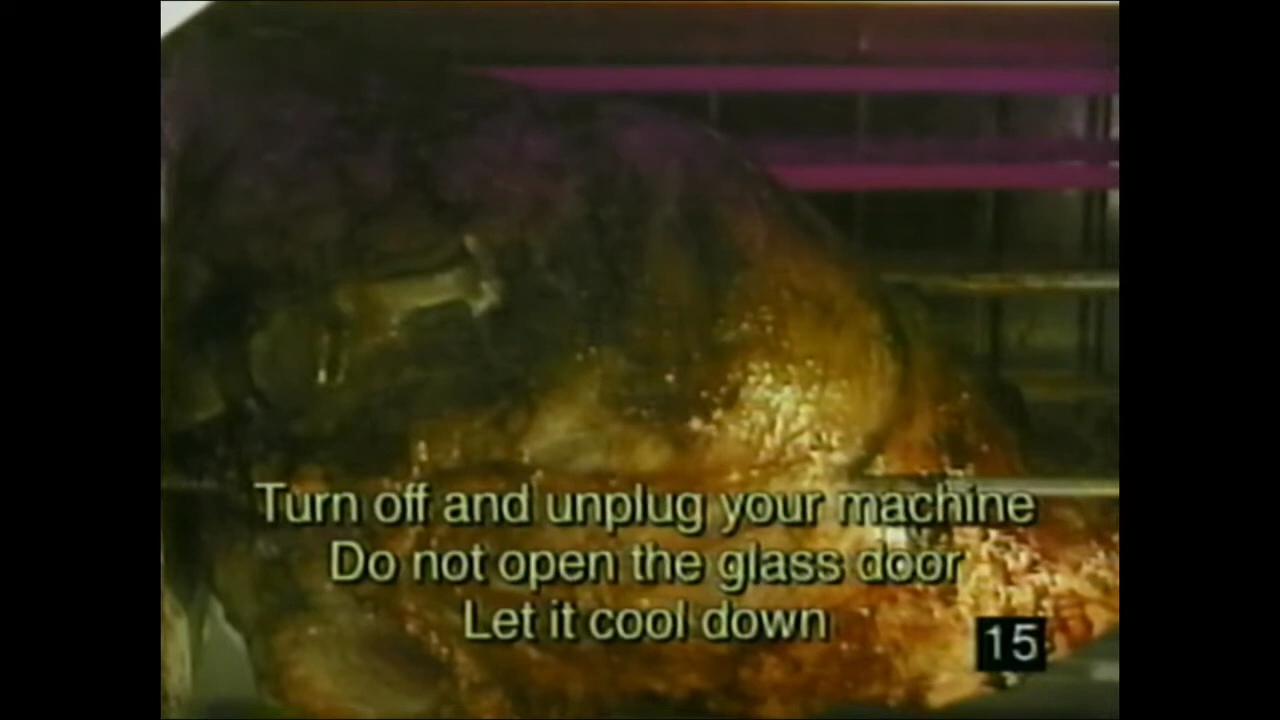 Turn off and unplug your machine
Do not open the glass door
Let it cool down
15